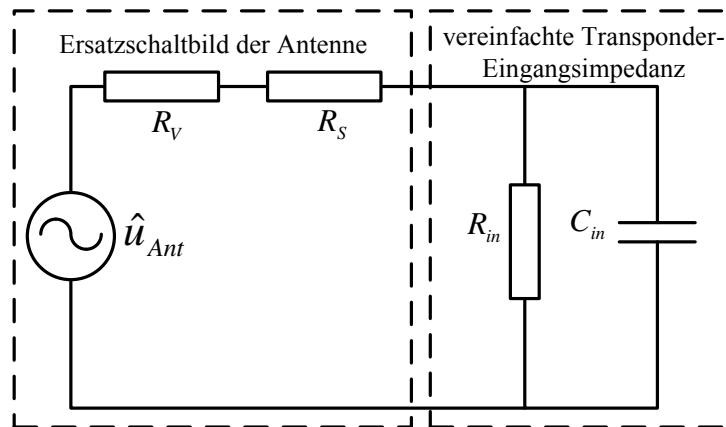 Ersatzschaltbild der Antenne
vereinfachte Transponder-
Eingangsimpedanz
R_V
R_S
û_Ant
R_in
C_in